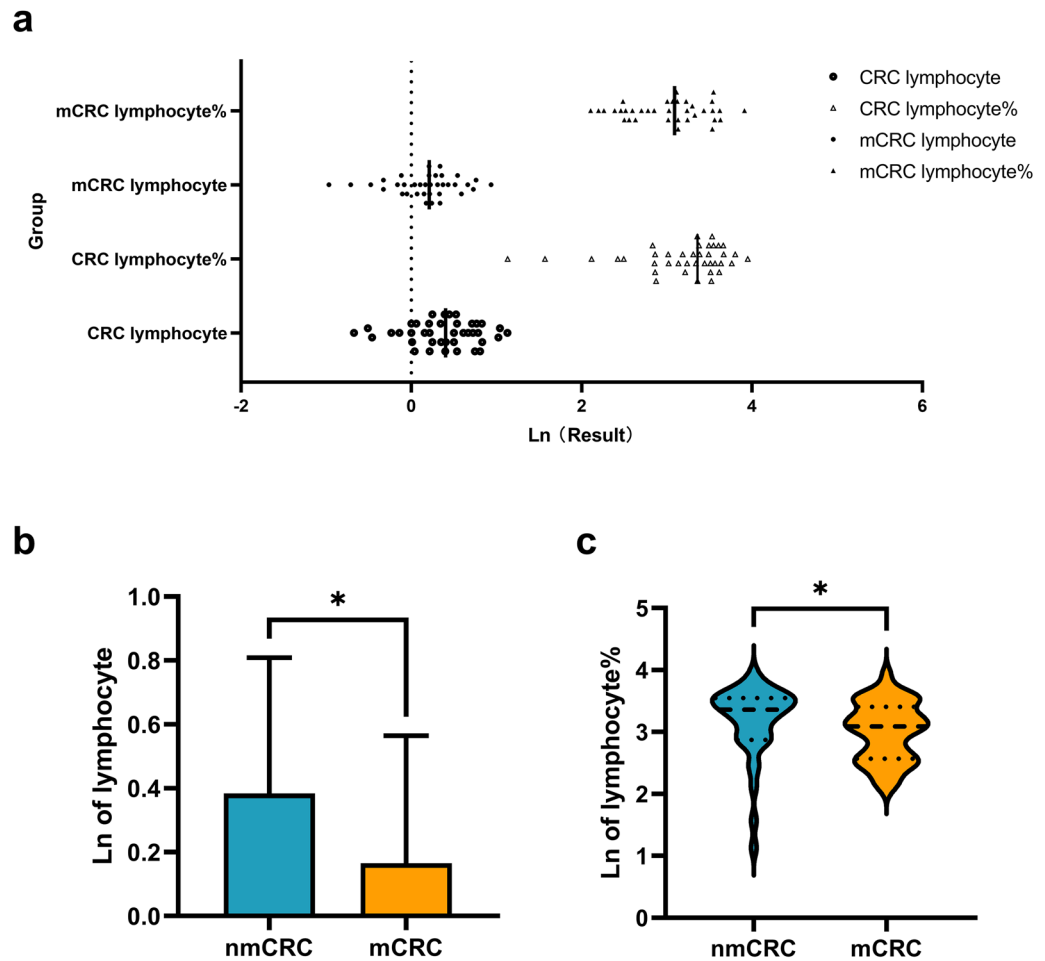 a
mCRC lymphocyte%
mCRC lymphocyte
CRC lymphocyte%
CRC lymphocyte
Group
-2 0 2 4 6
Ln（Result）
CRC lymphocyte
CRC lymphocyte%
mCRC lymphocyte
mCRC lymphocyte%
b
Ln of lymphocyte
1.0
0.8
0.6
0.4
0.2
0.0
*
nmCRC mCRC
c
Ln of lymphocyte%
5
4
3
2
1
0
*
nmCRC mCRC